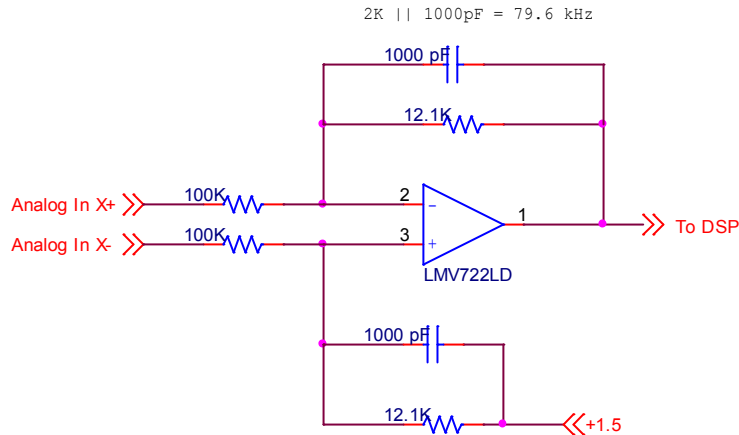 2K || 1000pF = 79.6 kHz
1000 pF
12.1K
Analog In X+
100K
2
1
To DSP
Analog In X-
100K
3
LMV722LD
1000 pF
12.1K
+1.5